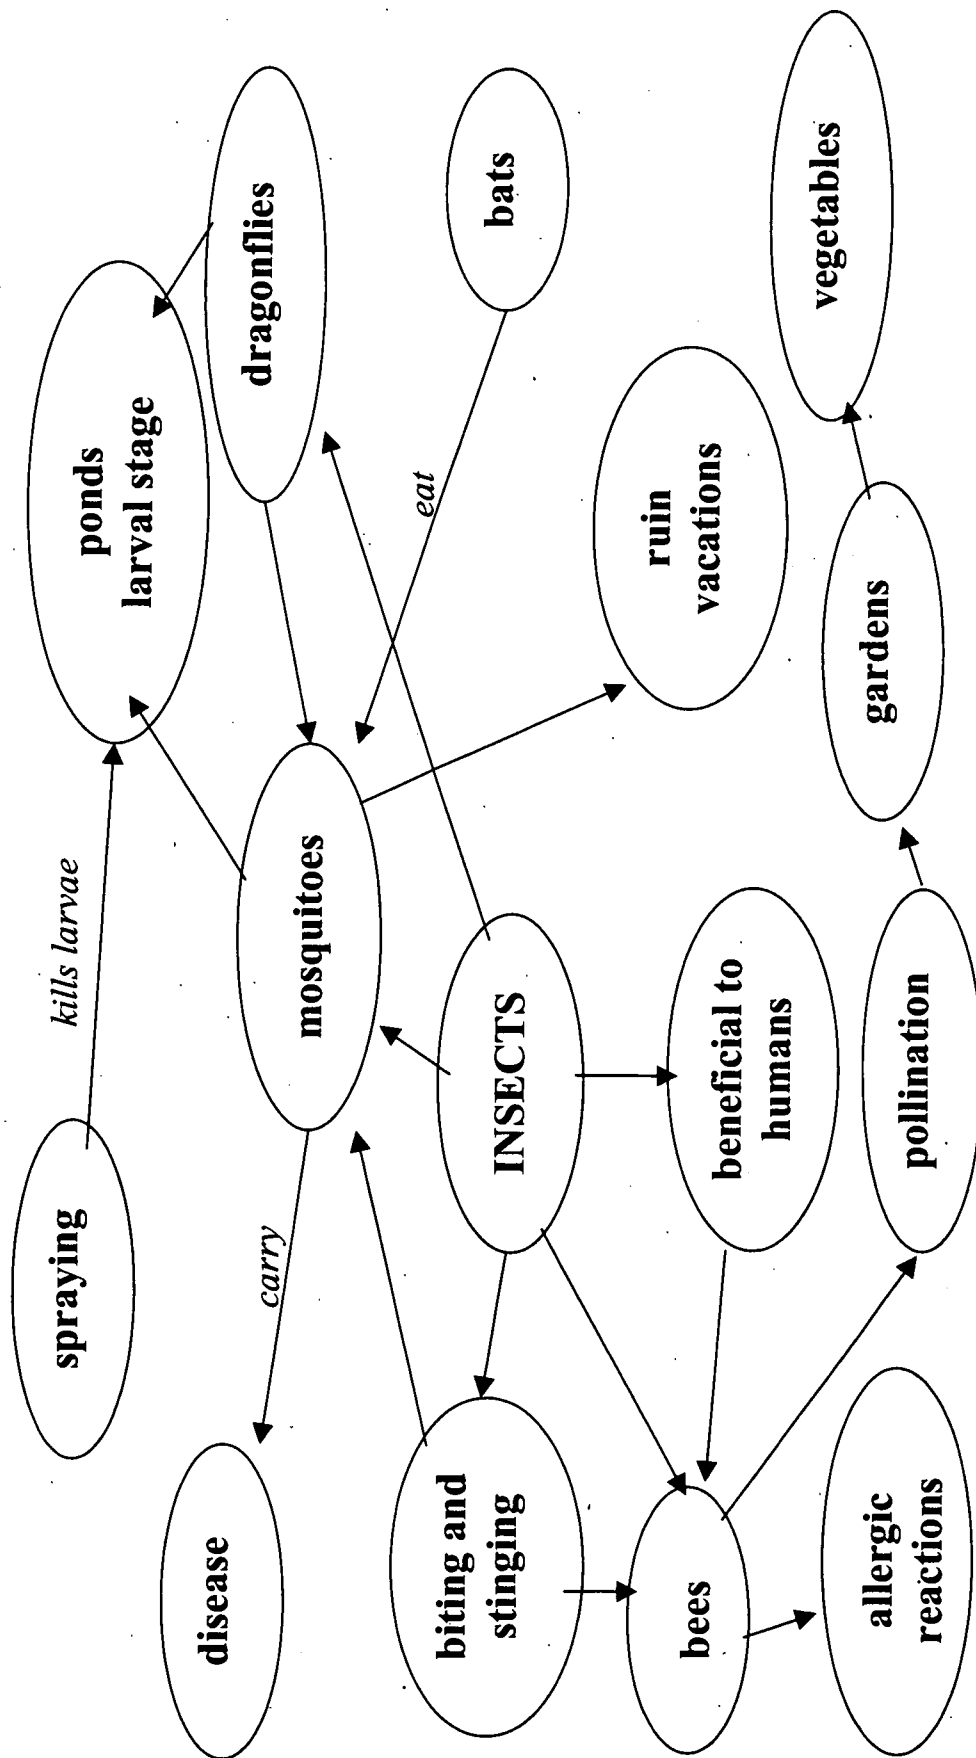 spraying
kills larvae
ponds
larval stage
disease
carry
mosquitoes
dragonflies
biting and
stinging
INSECTS
eat
bats
bees
beneficial to
humans
ruin
vacations
allergic
reactions
pollination
gardens
vegetables